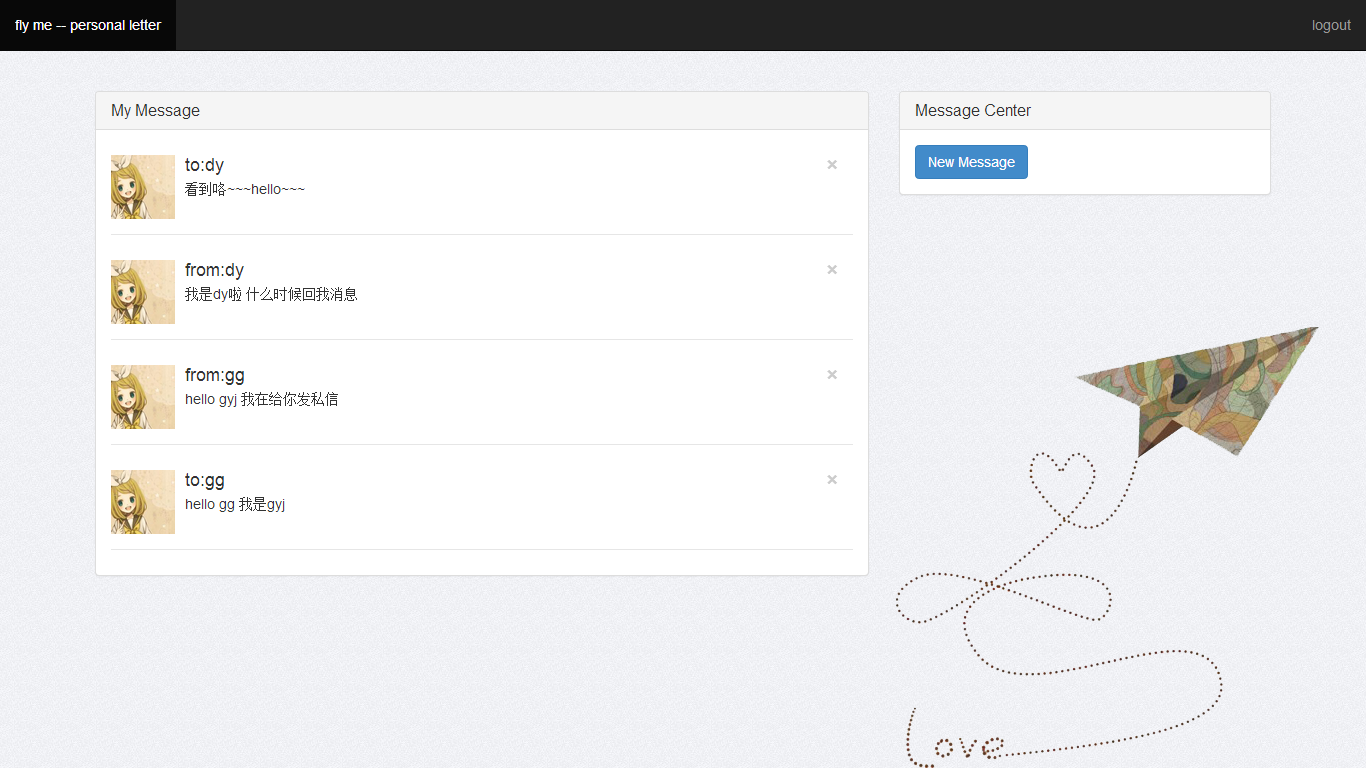 fly me -- personal letter
logout
My Message
to:dy
看到咯~~~hello~~~
from:dy
我是dy啦 什么时候回我消息
from:gg
hello gyj 我在给你发私信
to:gg
hello gg 我是gyj
Message Center
New Message
Love